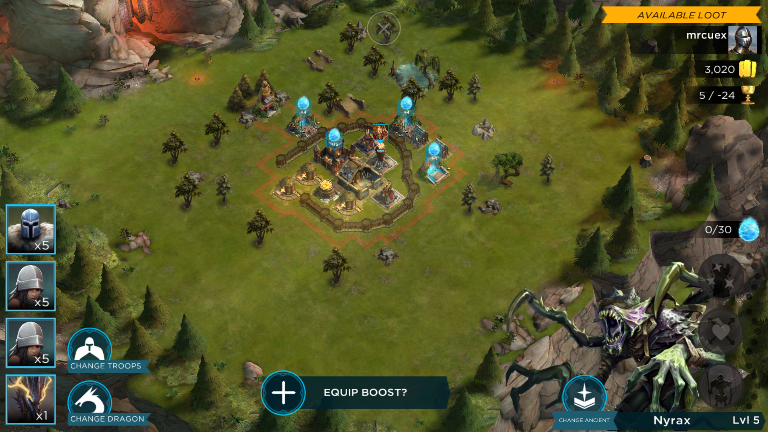 AVAILABLE LOOT
mrcuex
3,020
5 / -24
0/30
x5
x5
x5
x1
CHANGE TROOPS
CHANGE DRAGON
EQUIP BOOST?
CHANGE ANCIENT
Nyrax
Lvl 5